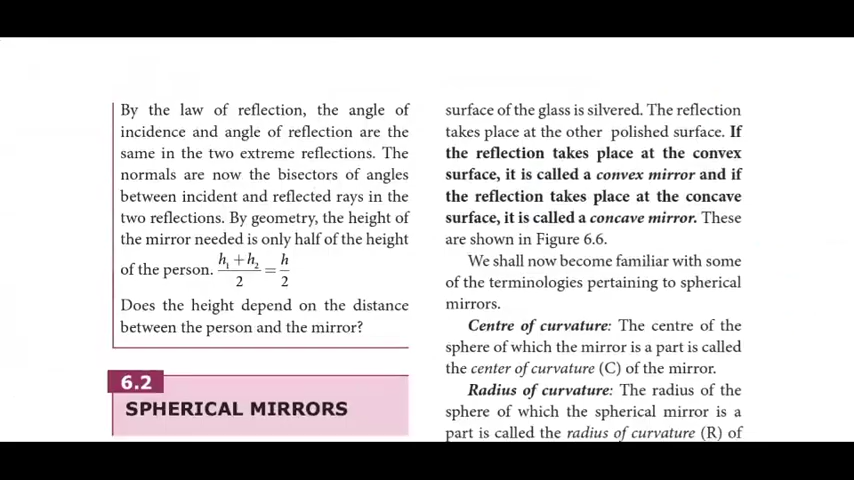 By the law of reflection, the angle of
incidence and angle of reflection are the
same in the two extreme reflections. The
normals are now the bisectors of angles
between incident and reflected rays in the
two reflections. By geometry, the height of
the mirror needed is only half of the height
of the person. (h₁ + h₂)/2 = h/2
Does the height depend on the distance
between the person and the mirror?
6.2
SPHERICAL MIRRORS
surface of the glass is silvered. The reflection
takes place at the other polished surface. If
the reflection takes place at the convex
surface, it is called a convex mirror and if
the reflection takes place at the concave
surface, it is called a concave mirror. These
are shown in Figure 6.6.
We shall now become familiar with some
of the terminologies pertaining to spherical
mirrors.
Centre of curvature: The centre of the
sphere of which the mirror is a part is called
the center of curvature (C) of the mirror.
Radius of curvature: The radius of the
sphere of which the spherical mirror is a
part is called the radius of curvature (R) of